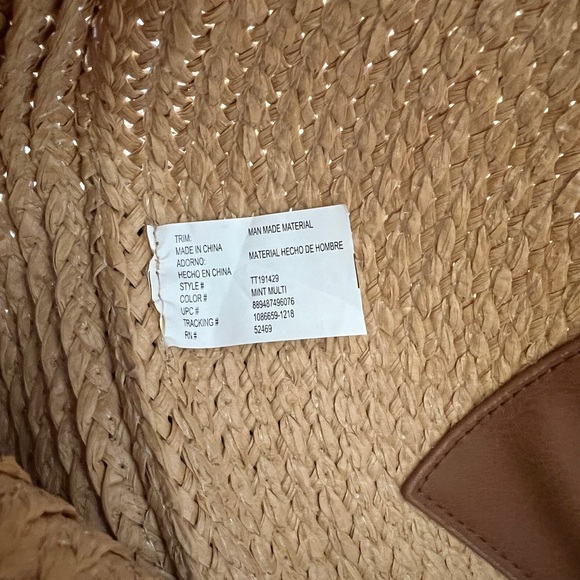 TRIM: MAN MADE MATERIAL
MADE IN CHINA
ADORNO: MATERIAL HECHO DE HOMBRE
HECHO EN CHINA
STYLE # TT191429
COLOR # MINT MULTI
UPC # 889487496076
TRACKING # 1086659-1218
RN # 52469